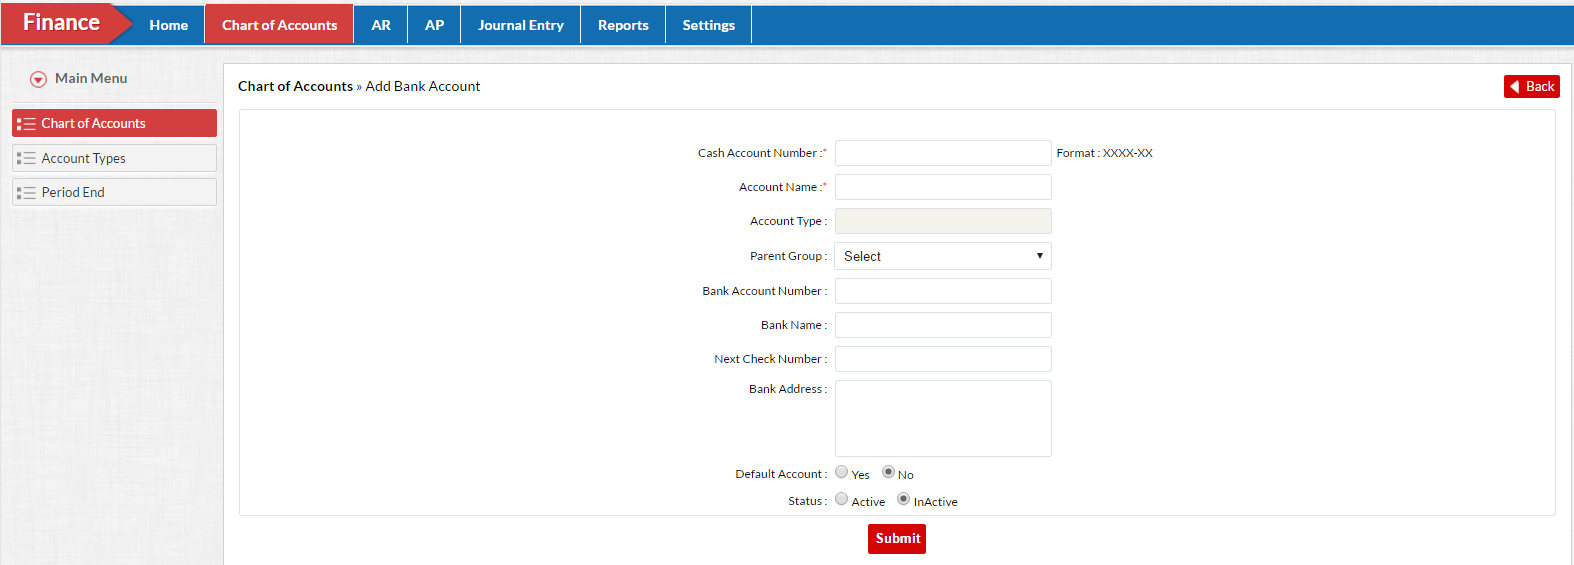 Finance Home Chart of Accounts AR AP Journal Entry Reports Settings
Main Menu
Chart of Accounts
Account Types
Period End
Chart of Accounts » Add Bank Account
Back
Cash Account Number :* Format : XXXX-XX
Account Name :*
Account Type :
Parent Group : Select
Bank Account Number :
Bank Name :
Next Check Number :
Bank Address :
Default Account : Yes No
Status : Active InActive
Submit